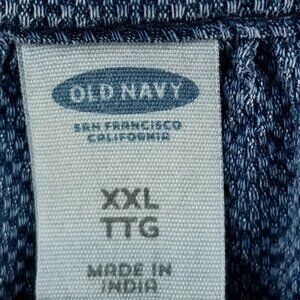 OLD NAVY
SAN FRANCISCO
CALIFORNIA
XXL
TTG
MADE IN
INDIA